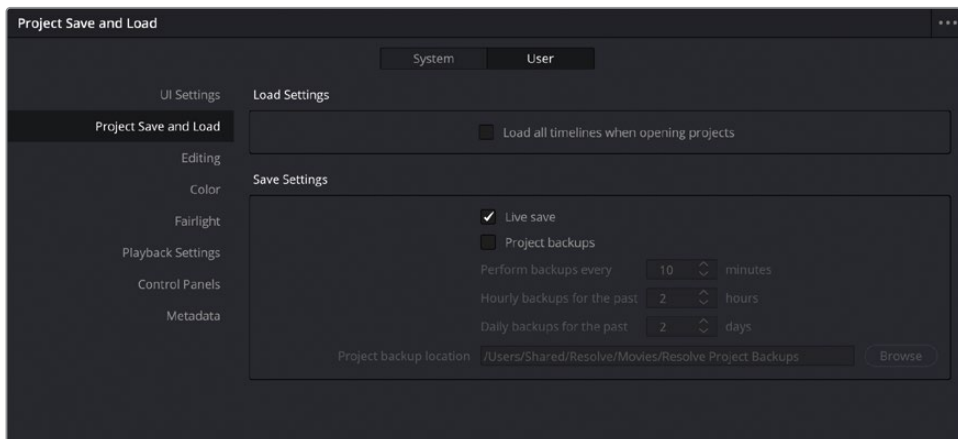 Project Save and Load
System User
UI Settings
Project Save and Load
Editing
Color
Fairlight
Playback Settings
Control Panels
Metadata
Load Settings
Load all timelines when opening projects
Save Settings
Live save
Project backups
Perform backups every 10 minutes
Hourly backups for the past 2 hours
Daily backups for the past 2 days
Project backup location /Users/Shared/Resolve/Movies/Resolve Project Backups Browse